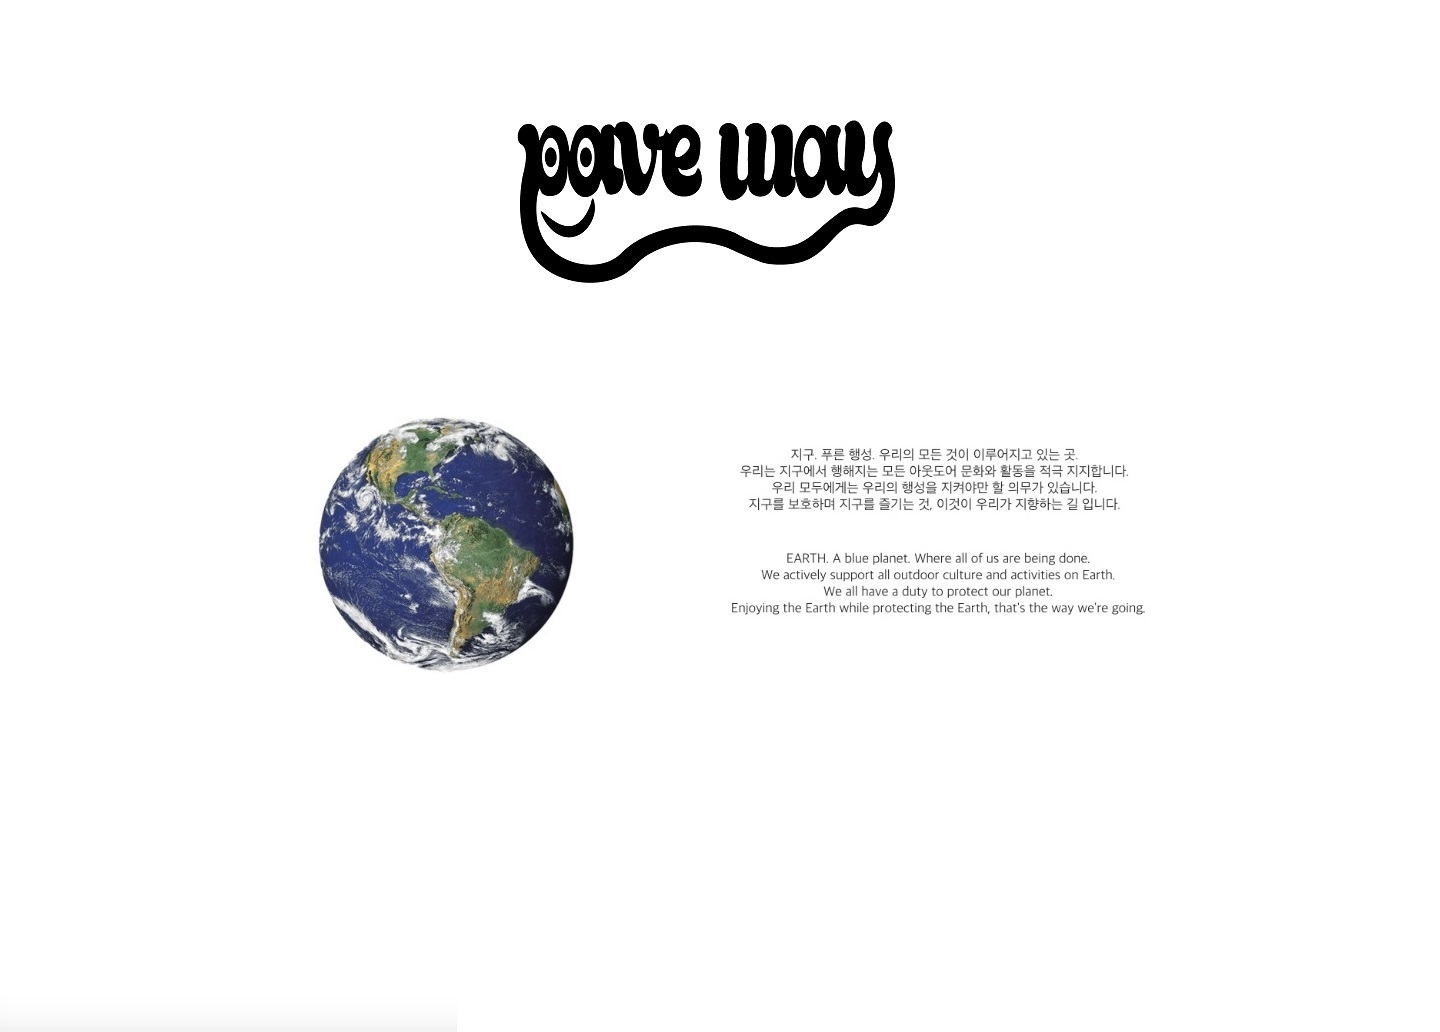 pave way
지구. 푸른 행성. 우리의 모든 것이 이루어지고 있는 곳.
우리는 지구에서 행해지는 모든 아웃도어 문화와 활동을 적극 지지합니다.
우리 모두에게는 우리의 행성을 지켜야만 할 의무가 있습니다.
지구를 보호하며 지구를 즐기는 것, 이것이 우리가 지향하는 길 입니다.
EARTH. A blue planet. Where all of us are being done.
We actively support all outdoor culture and activities on Earth.
We all have a duty to protect our planet.
Enjoying the Earth while protecting the Earth, that's the way we're going.